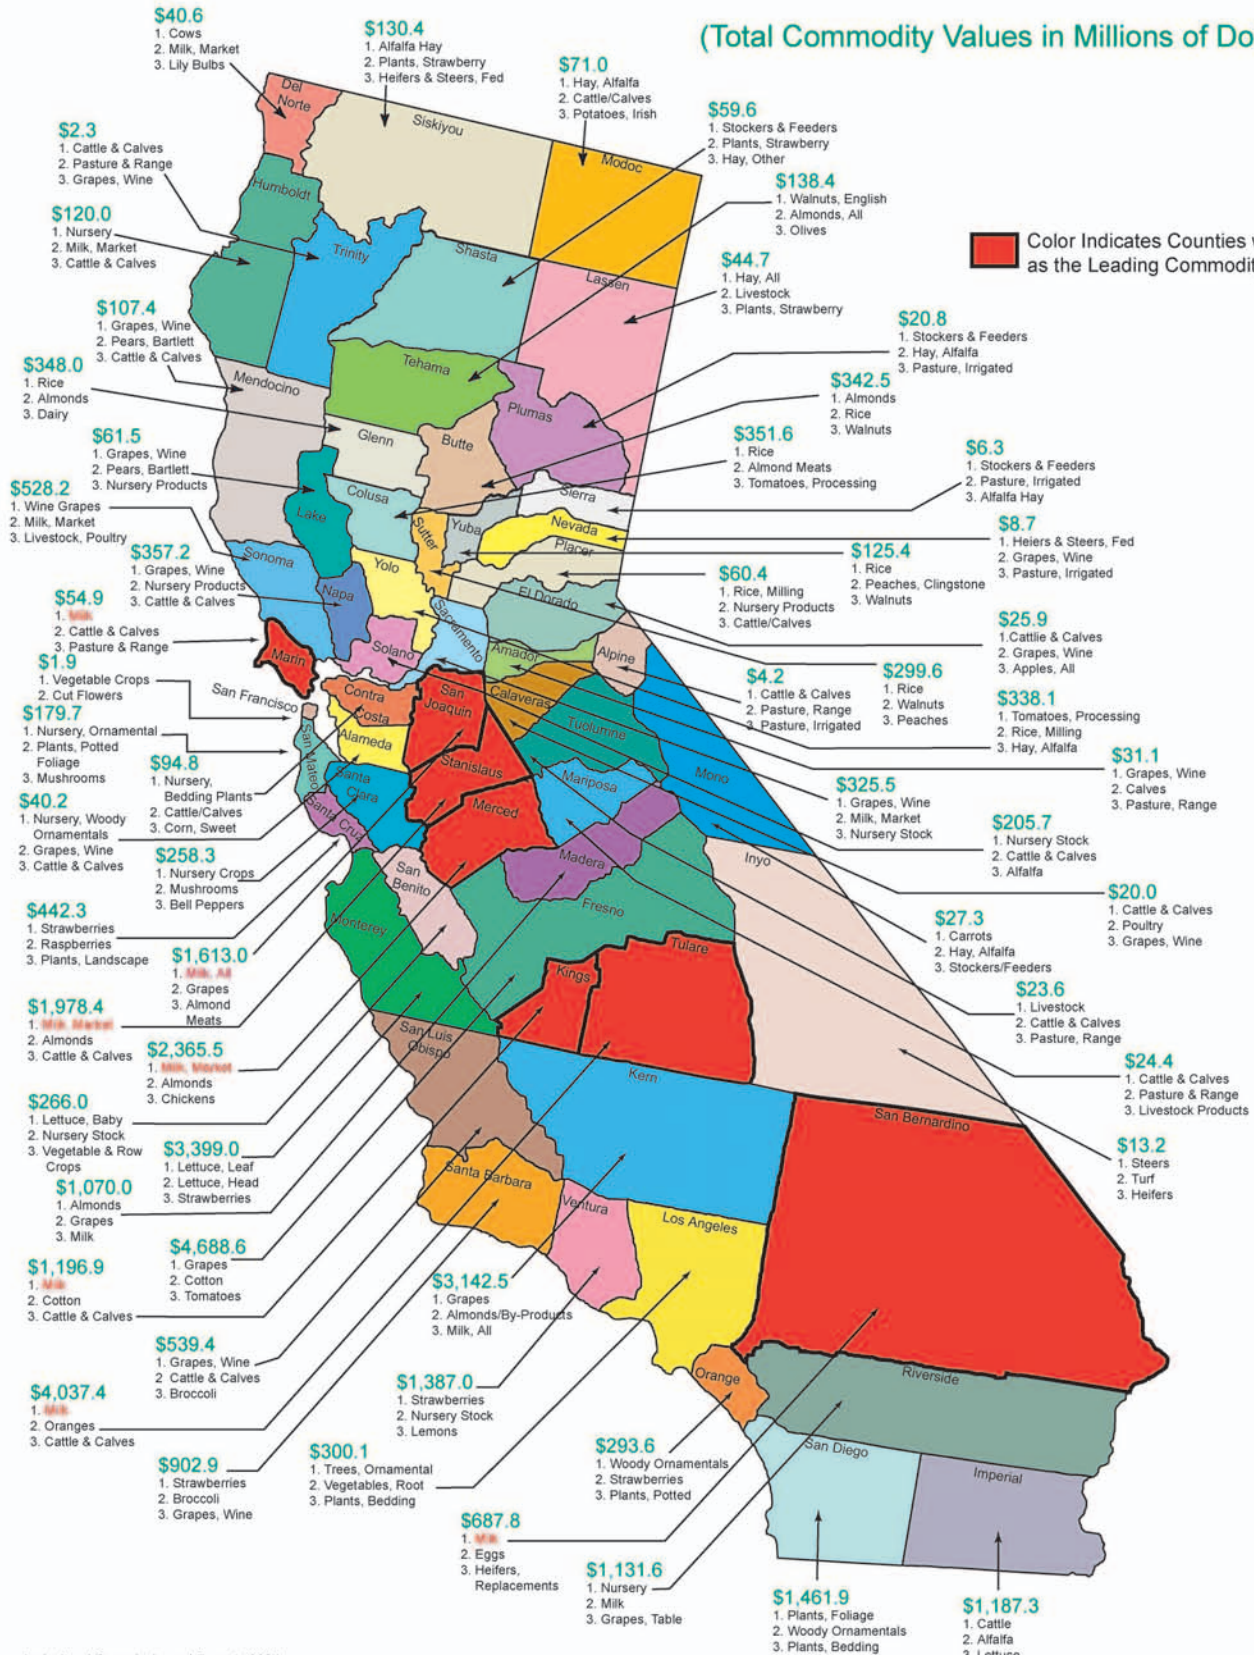 (Total Commodity Values in Millions of Do
$40.6
1. Cows
2. Milk, Market
3. Lily Bulbs
$130.4
1. Alfalfa Hay
2. Plants, Strawberry
3. Heifers & Steers, Fed
$71.0
1. Hay, Alfalfa
2. Cattle/Calves
3. Potatoes, Irish
$59.6
1. Stockers & Feeders
2. Plants, Strawberry
3. Hay, Other
$2.3
1. Cattle & Calves
2. Pasture & Range
3. Grapes, Wine
$138.4
1. Walnuts, English
2. Almonds, All
3. Olives
$120.0
1. Nursery
2. Milk, Market
3. Cattle & Calves
Color Indicates Counties
as the Leading Commodit
$44.7
1. Hay, All
2. Livestock
3. Plants, Strawberry
$107.4
1. Grapes, Wine
2. Pears, Bartlett
3. Cattle & Calves
$20.8
1. Stockers & Feeders
2. Hay, Alfalfa
3. Pasture, Irrigated
$348.0
1. Rice
2. Almonds
3. Dairy
$342.5
1. Almonds
2. Rice
3. Walnuts
$61.5
1. Grapes, Wine
2. Pears, Bartlett
3. Nursery Products
$351.6
1. Rice
2. Almond Meats
3. Tomatoes, Processing
$6.3
1. Stockers & Feeders
2. Pasture, Irrigated
3. Alfalfa Hay
$528.2
1. Wine Grapes
2. Milk, Market
3. Livestock, Poultry
$8.7
1. Heiers & Steers, Fed
2. Grapes, Wine
3. Pasture, Irrigated
$357.2
1. Grapes, Wine
2. Nursery Products
3. Cattle & Calves
$125.4
1. Rice
2. Peaches, Clingstone
3. Walnuts
$60.4
1. Rice, Milling
2. Nursery Products
3. Cattle/Calves
$54.9
1. Milk
2. Cattle & Calves
3. Pasture & Range
$25.9
1.Cattlie & Calves
2. Grapes, Wine
3. Apples, All
$1.9
1. Vegetable Crops
2. Cut Flowers
$4.2
1. Cattle & Calves
2. Pasture, Range
3. Pasture, Irrigated
$299.6
1. Rice
2. Walnuts
3. Peaches
$338.1
1. Tomatoes, Processing
2. Rice, Milling
3. Hay, Alfalfa
$179.7
1. Nursery, Ornamental
2. Plants, Potted
Foliage
3. Mushrooms
$94.8
1. Nursery,
Bedding Plants
2. Cattle/Calves
3. Corn, Sweet
$31.1
1. Grapes, Wine
2. Calves
3. Pasture, Range
$325.5
1. Grapes, Wine
2. Milk, Market
3. Nursery Stock
$40.2
1. Nursery, Woody
Ornamentals
2. Grapes, Wine
3. Cattle & Calves
$205.7
1. Nursery Stock
2. Cattle & Calves
3. Alfalfa
$258.3
1. Nursery Crops
2. Mushrooms
3. Bell Peppers
$20.0
1. Cattle & Calves
2. Poultry
3. Grapes, Wine
$442.3
1. Strawberries
2. Raspberries
3. Plants, Landscape
$27.3
1. Carrots
2. Hay, Alfalfa
3. Stockers/Feeders
$1,613.0
1. Milk, All
2. Grapes
3. Almond
Meats
$23.6
1. Livestock
2. Cattle & Calves
3. Pasture, Range
$1,978.4
1. Milk, Market
2. Almonds
3. Cattle & Calves
$2,365.5
1. Milk, Market
2. Almonds
3. Chickens
$24.4
1. Cattle & Calves
2. Pasture & Range
3. Livestock Products
$266.0
1. Lettuce, Baby
2. Nursery Stock
3. Vegetable & Row
Crops
$3,399.0
1. Lettuce, Leaf
2. Lettuce, Head
3. Strawberries
$13.2
1. Steers
2. Turf
3. Heifers
$1,070.0
1. Almonds
2. Grapes
3. Milk
$4,688.6
1. Grapes
2. Cotton
3. Tomatoes
$1,196.9
1. Milk
2. Cotton
3. Cattle & Calves
$3,142.5
1. Grapes
2. Almonds/By-Products
3. Milk, All
$539.4
1. Grapes, Wine
2 Cattle & Calves
3. Broccoli
$4,037.4
1. Milk
2. Oranges
3. Cattle & Calves
$1,387.0
1. Strawberries
2. Nursery Stock
3. Lemons
$902.9
1. Strawberries
2. Broccoli
3. Grapes, Wine
$300.1
1. Trees, Ornamental
2. Vegetables, Root
3. Plants, Bedding
$293.6
1. Woody Ornamentals
2. Strawberries
3. Plants, Potted
$687.8
1. Milk
2. Eggs
3. Heifers,
Replacements
$1,131.6
1. Nursery
2. Milk
3. Grapes, Table
$1,461.9
1. Plants, Foliage
2. Woody Ornamentals
3. Plants, Bedding
$1,187.3
1. Cattle
2. Alfalfa
3. Lettuce
Del
Norte
Siskiyou
Modoc
Humboldt
Trinity
Shasta
Lassen
Tehama
Mendocino
Plumas
Glenn
Butte
Colusa
Sierra
Lake
Sutter
Yuba
Nevada
Placer
Sonoma
Yolo
Napa
El Dorado
Sacramento
Solano
Amador
Alpine
Marin
Calaveras
San Francisco
Contra
Costa
San
Joaquin
Tuolumne
Alameda
San Mateo
Stanislaus
Mono
Santa
Clara
Mariposa
Santa Cruz
Merced
Madera
Inyo
San
Benito
Fresno
Monterey
Tulare
Kings
San Luis
Obispo
Kern
San Bernardino
Santa Barbara
Ventura
Los Angeles
Orange
Riverside
San Diego
Imperial